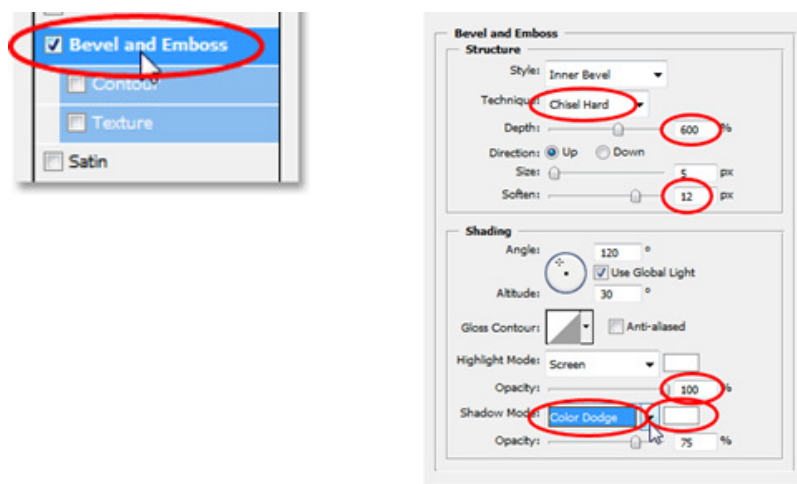 Bevel and Emboss
Contour
Texture
Satin
Bevel and Emboss
Structure
Style: Inner Bevel
Technique: Chisel Hard
Depth: 600 %
Direction: Up Down
Size: 5 px
Soften: 12 px
Shading
Angle: 120 °
Use Global Light
Altitude: 30 °
Gloss Contour: Anti-aliased
Highlight Mode: Screen
Opacity: 100 %
Shadow Mode: Color Dodge
Opacity: 75 %